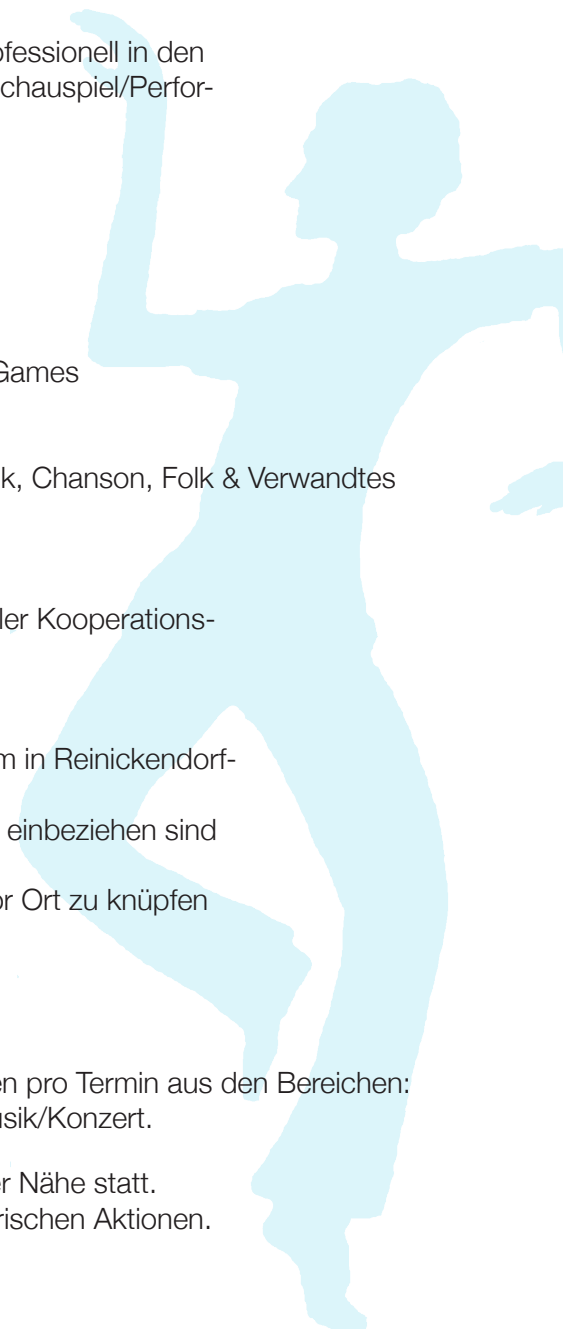 ofessionell in den
chauspiel/Perfor-
Games
k, Chanson, Folk & Verwandtes
ler Kooperations-
m in Reinickendorf-
einbeziehen sind
or Ort zu knüpfen
en pro Termin aus den Bereichen:
usik/Konzert.
er Nähe statt.
rischen Aktionen.